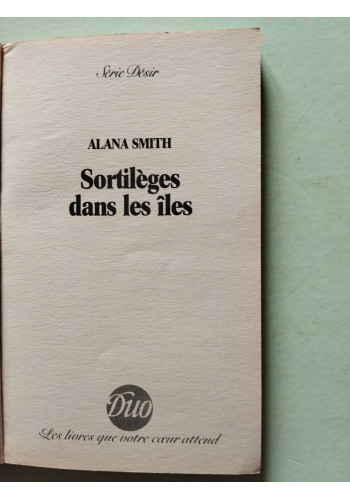 Série Désir
ALANA SMITH
Sortilèges
dans les îles
Duo
Les livres que votre cœur attend